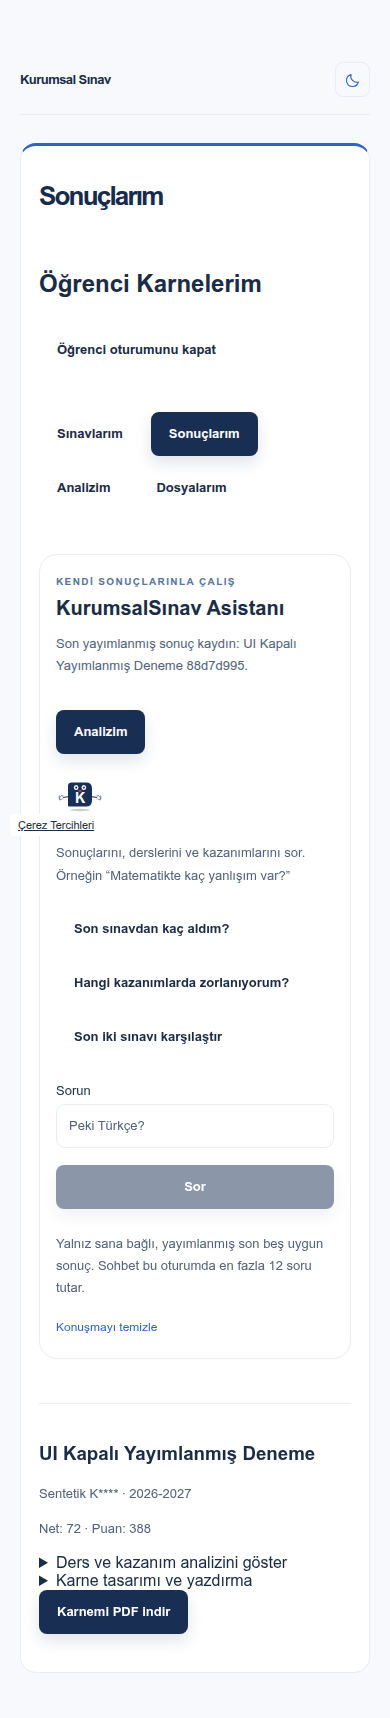 Kurumsal Sınav
Sonuçlarım
Öğrenci Karnelerim
Öğrenci oturumunu kapat
Sınavlarım
Sonuçlarım
Analizim
Dosyalarım
KENDİ SONUÇLARINLA ÇALIŞ
KurumsalSınav Asistanı
Son yayımlanmış sonuç kaydın: UI Kapalı
Yayımlanmış Deneme 88d7d995.
Analizim
K
Çerez Tercihleri
Sonuçlarını, derslerini ve kazanımlarını sor.
Örneğin “Matematikte kaç yanlışım var?”
Son sınavdan kaç aldım?
Hangi kazanımlarda zorlanıyorum?
Son iki sınavı karşılaştır
Sorun
Peki Türkçe?
Sor
Yalnız sana bağlı, yayımlanmış son beş uygun
sonuç. Sohbet bu oturumda en fazla 12 soru
tutar.
Konuşmayı temizle
UI Kapalı Yayımlanmış Deneme
Sentetik K**** · 2026-2027
Net: 72 · Puan: 388
Ders ve kazanım analizini göster
Karne tasarımı ve yazdırma
Karnemi PDF indir